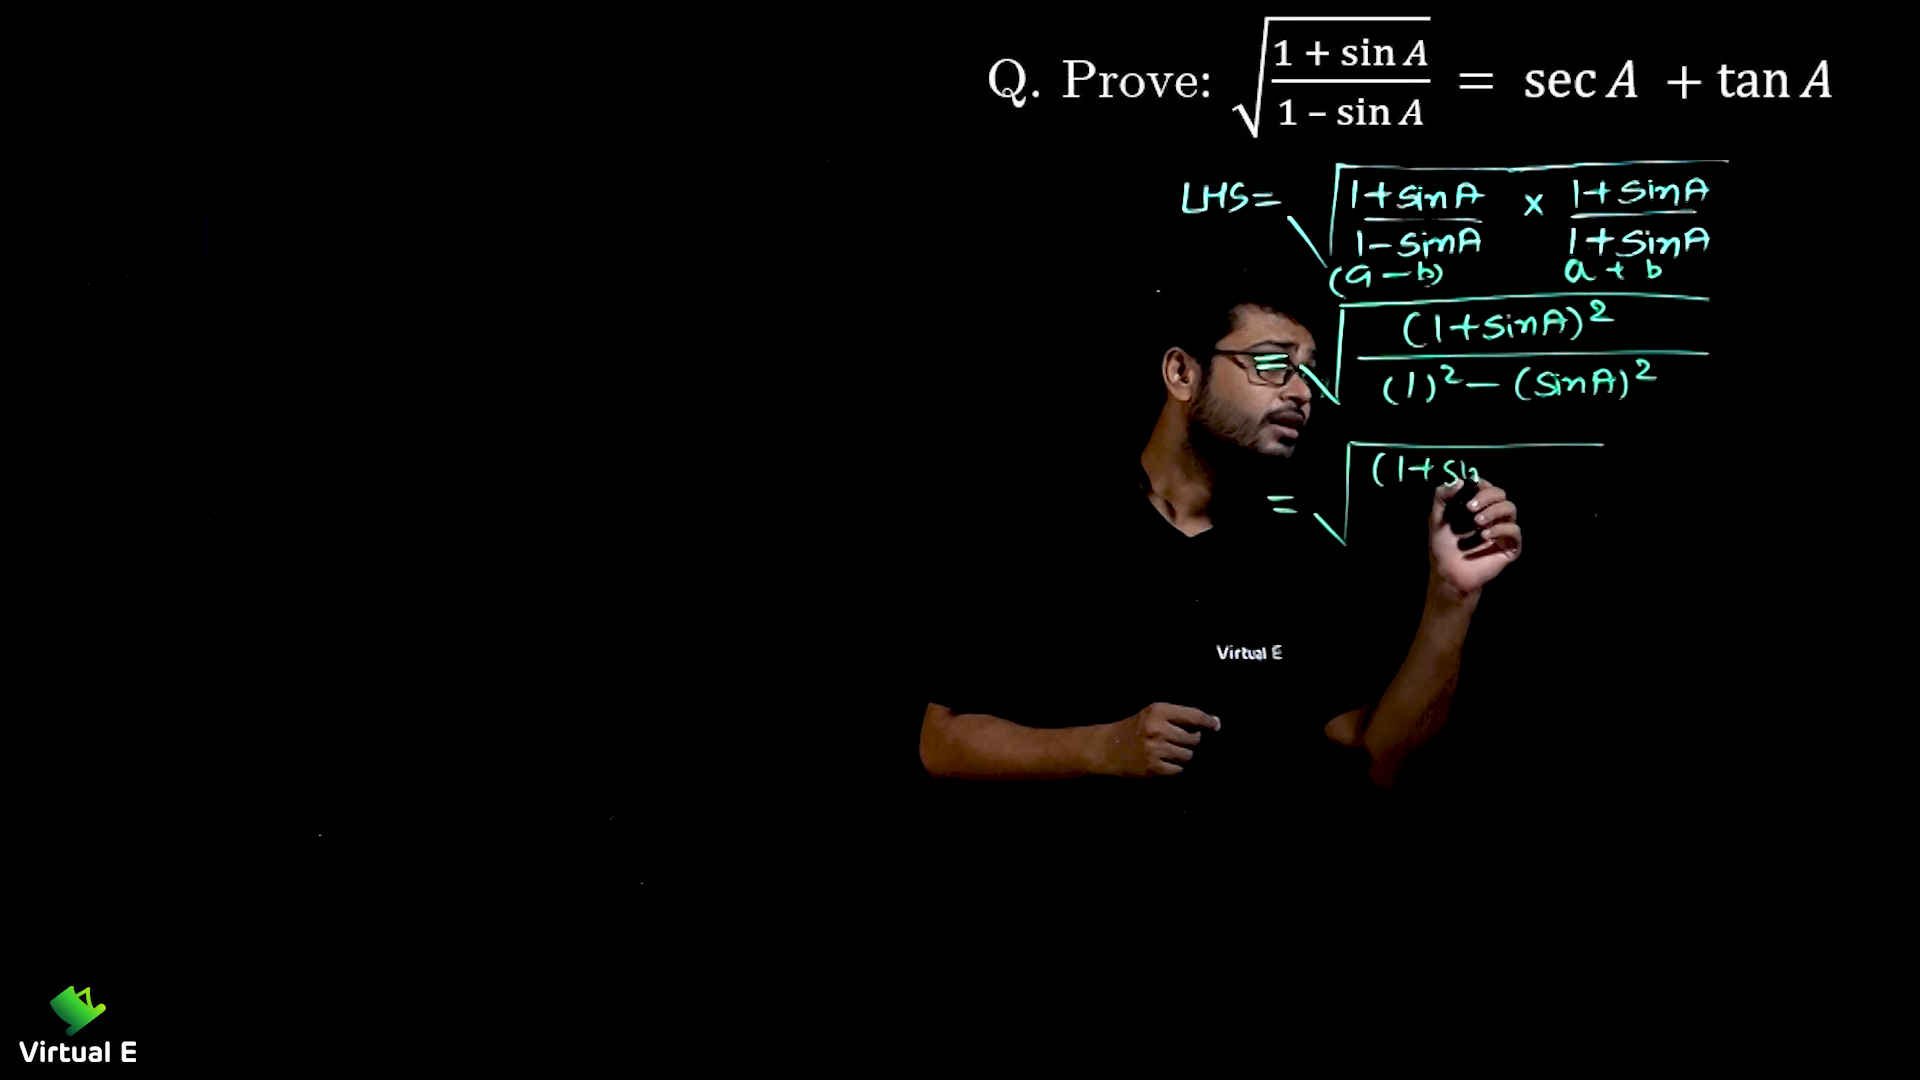 Q. Prove: √((1 + sin A)/(1 – sin A)) = sec A + tan A
LHS = √((1+sinA)/(1-sinA) × (1+sinA)/(1+sinA))
(a-b) a+b
= √((1+sinA)²/((1)²-(sinA)²))
= √(1+sin
Virtual E
Virtual E